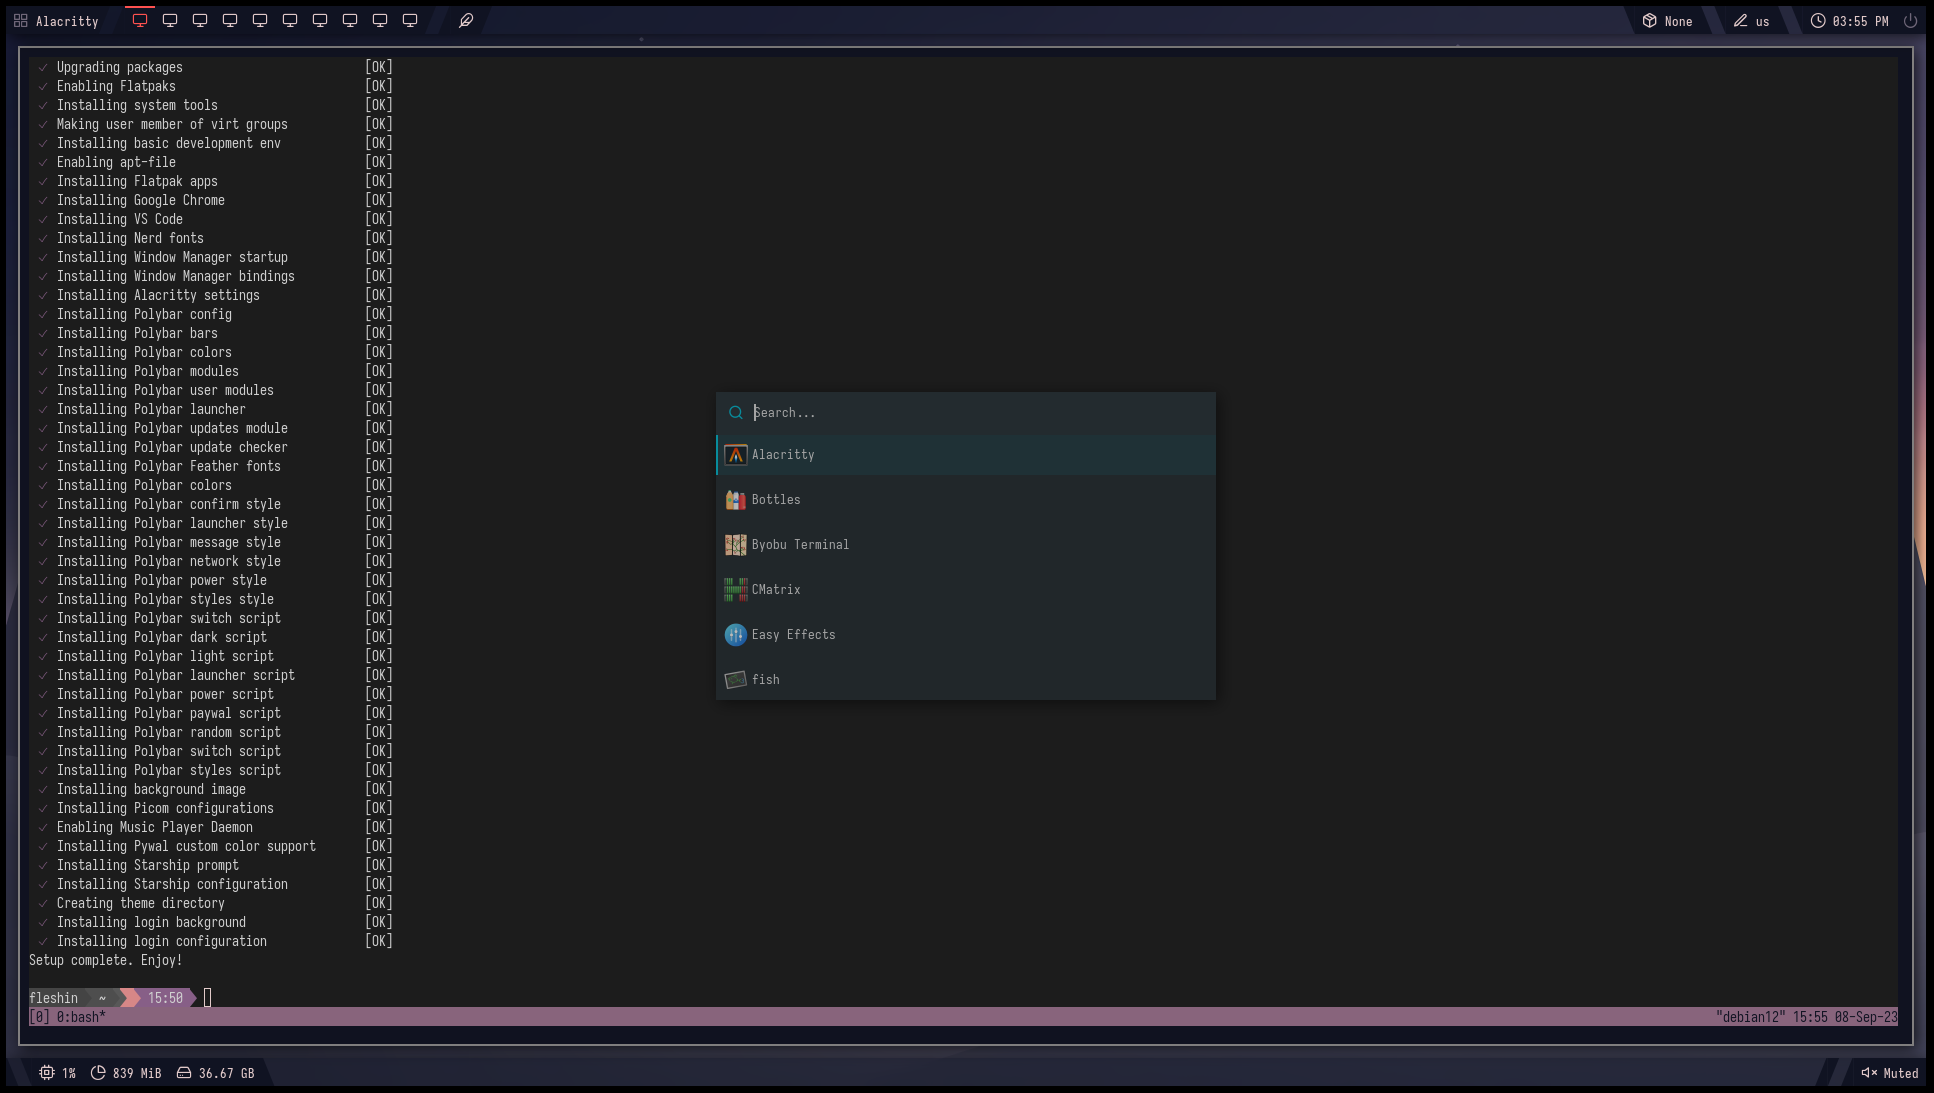 Alacritty
None us 03:55 PM
✓ Upgrading packages [OK]
✓ Enabling Flatpaks [OK]
✓ Installing system tools [OK]
✓ Making user member of virt groups [OK]
✓ Installing basic development env [OK]
✓ Enabling apt-file [OK]
✓ Installing Flatpak apps [OK]
✓ Installing Google Chrome [OK]
✓ Installing VS Code [OK]
✓ Installing Nerd fonts [OK]
✓ Installing Window Manager startup [OK]
✓ Installing Window Manager bindings [OK]
✓ Installing Alacritty settings [OK]
✓ Installing Polybar config [OK]
✓ Installing Polybar bars [OK]
✓ Installing Polybar colors [OK]
✓ Installing Polybar modules [OK]
✓ Installing Polybar user modules [OK]
✓ Installing Polybar launcher [OK]
✓ Installing Polybar updates module [OK]
✓ Installing Polybar update checker [OK]
✓ Installing Polybar Feather fonts [OK]
✓ Installing Polybar colors [OK]
✓ Installing Polybar confirm style [OK]
✓ Installing Polybar launcher style [OK]
✓ Installing Polybar message style [OK]
✓ Installing Polybar network style [OK]
✓ Installing Polybar power style [OK]
✓ Installing Polybar styles style [OK]
✓ Installing Polybar switch script [OK]
✓ Installing Polybar dark script [OK]
✓ Installing Polybar light script [OK]
✓ Installing Polybar launcher script [OK]
✓ Installing Polybar power script [OK]
✓ Installing Polybar paywal script [OK]
✓ Installing Polybar random script [OK]
✓ Installing Polybar switch script [OK]
✓ Installing Polybar styles script [OK]
✓ Installing background image [OK]
✓ Installing Picom configurations [OK]
✓ Enabling Music Player Daemon [OK]
✓ Installing Pywal custom color support [OK]
✓ Installing Starship prompt [OK]
✓ Installing Starship configuration [OK]
✓ Creating theme directory [OK]
✓ Installing login background [OK]
✓ Installing login configuration [OK]
Setup complete. Enjoy!
fleshin ~ 15:50
[0] 0:bash* "debian12" 15:55 08-Sep-23
Search...
Alacritty
Bottles
Byobu Terminal
CMatrix
Easy Effects
fish
1% 839 MiB 36.67 GB
Muted